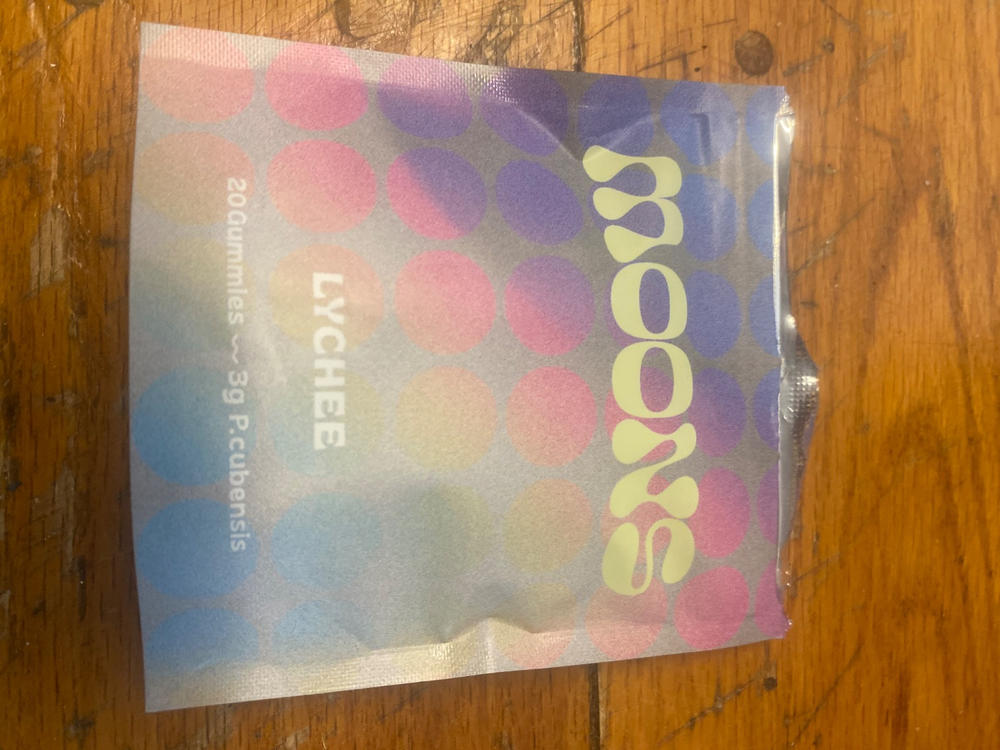 MOONS
LYCHEE
20Gummies ~ 3g P.cubensis